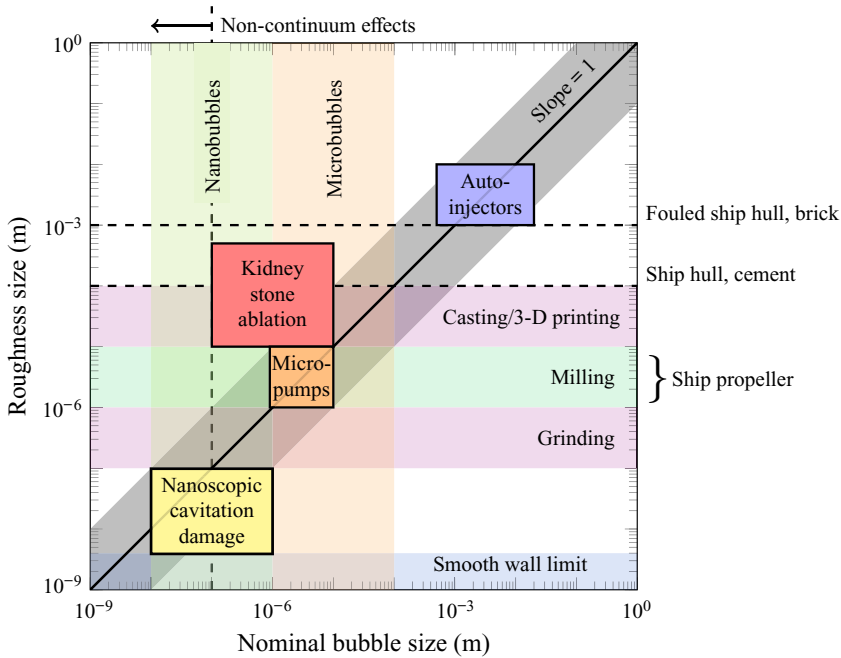 Non-continuum effects
10^0
10^-3
10^-6
10^-9
Roughness size (m)
Nanobubbles
Microbubbles
Slope = 1
Auto-
injectors
Fouled ship hull, brick
Kidney
stone
ablation
Ship hull, cement
Casting/3-D printing
Micro-
pumps
Milling
Ship propeller
Grinding
Nanoscopic
cavitation
damage
Smooth wall limit
10^-9
10^-6
10^-3
10^0
Nominal bubble size (m)